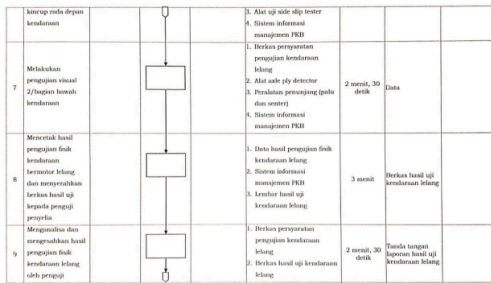 kincup roda depan
kendaraan
3. Alat uji side slip tester
4. Sistem informasi
manajemen PKB
7
Melakukan
pengujian visual
2/bagian bawah
kendaraan
1. Berkas persyaratan
pengujian kendaraan
lelang
2. Alat axle ply detector
3. Peralatan penunjang (palu
dan senter)
4. Sistem informasi
manajemen PKB
2 menit, 30
detik
Data
8
Mencetak hasil
pengujian fisik
kendaraan
bermotor lelang
dan menyerahkan
berkas hasil uji
kepada penguji
penyelia
1. Data hasil pengujian fisik
kendaraan lelang
2. Sistem informasi
manajemen PKB
3. Lembar hasil uji
kendaraan lelang
3 menit
Berkas hasil uji
kendaraan lelang
9
Menganalisa dan
mengesahkan hasil
pengujian fisik
kendaraan lelang
oleh penguji
1. Berkas persyaratan
pengujian kendaraan
lelang
2. Berkas hasil uji kendaraan
lelang
2 menit, 30
detik
Tanda tangan
laporan hasil uji
kendaraan lelang